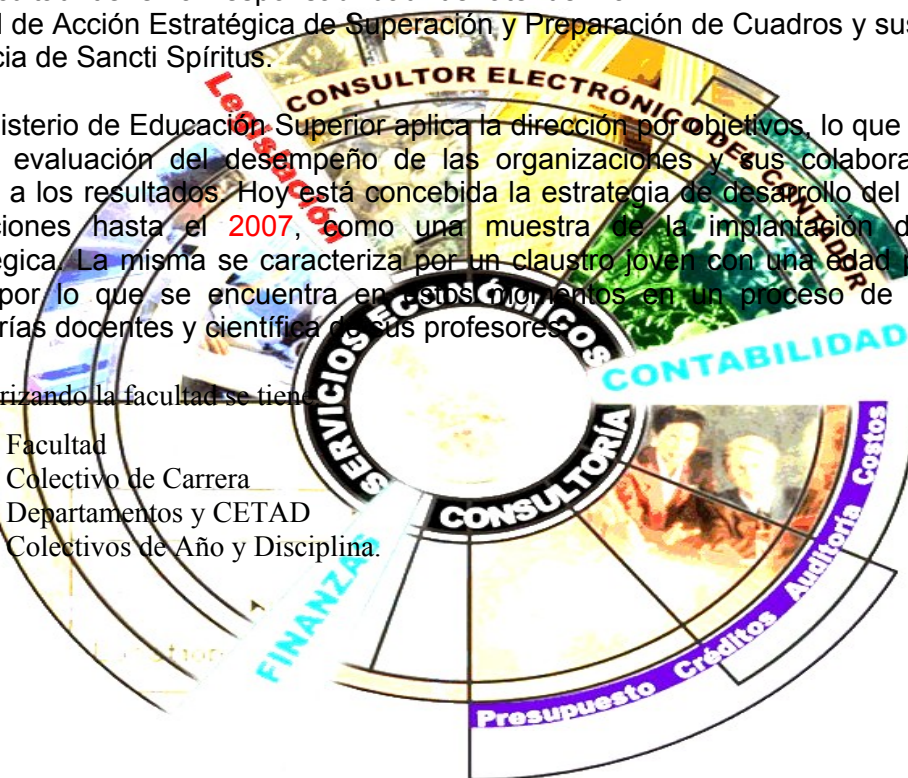 l de Acción Estratégica de Superación y Preparación de Cuadros y sus
cia de Sancti Spíritus.
isterio de Educación Superior aplica la dirección por objetivos, lo que
evaluación del desempeño de las organizaciones y sus colabora
a los resultados. Hoy está concebida la estrategia de desarrollo del
ciones hasta el 2007, como una muestra de la implantación d
égica. La misma se caracteriza por un claustro joven con una edad p
por lo que se encuentra en estos momentos en un proceso de
rías docentes y científica de sus profesores
rizando la facultad se tiene
Facultad
Colectivo de Carrera
Departamentos y CETAD
Colectivos de Año y Disciplina.
CONSULTOR ELECTRÓNICO DEL CONTADOR
Legislación
SERVICIOS ECONÓMICOS
CONSULTORÍA
CONTABILIDAD
FINANZAS
Presupuesto Créditos Auditoría Costos